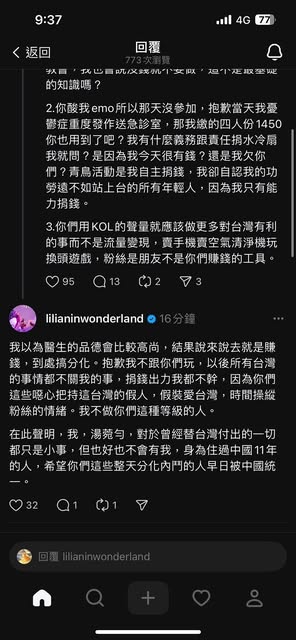 9:37
4G 77
返回
回覆
773 次瀏覽
的知識嗎？
2.你酸我emo所以那天沒參加，抱歉當天我憂
鬱症重度發作送急診室，那我繳的四人份1450
你也用到了吧？我有什麼義務跟責任捐水冷扇
我就問？是因為我今天很有錢？還是我欠你
們？青鳥活動是我自主捐錢，我卻自認我的功
勞遠不如站上台的所有年輕人，因為我只有能
力捐錢。
3.你們用KOL的聲量就應該做更多對台灣有利
的事而不是流量變現，賣手機賣空氣清淨機玩
換頭遊戲，粉絲是朋友不是你們賺錢的工具。
95 13 2 3
lilianinwonderland 16分鐘
我以為醫生的品德會比較高尚，結果說來說去就是賺
錢，到處搞分化。抱歉我不跟你們玩，以後所有台灣
的事情都不關我的事，捐錢出力我都不幹，因為你們
這些噁心把持這台灣的假人，假裝愛台灣，時間操縱
粉絲的情緒。我不做你們這種等級的人。
在此聲明，我，湯菀勻，對於曾經替台灣付出的一切
都只是小事，但也好也不會有我，身為住過中國11年
的人，希望你們這些整天分化內鬥的人早日被中國統
一。
32 1 1
回覆 lilianinwonderland